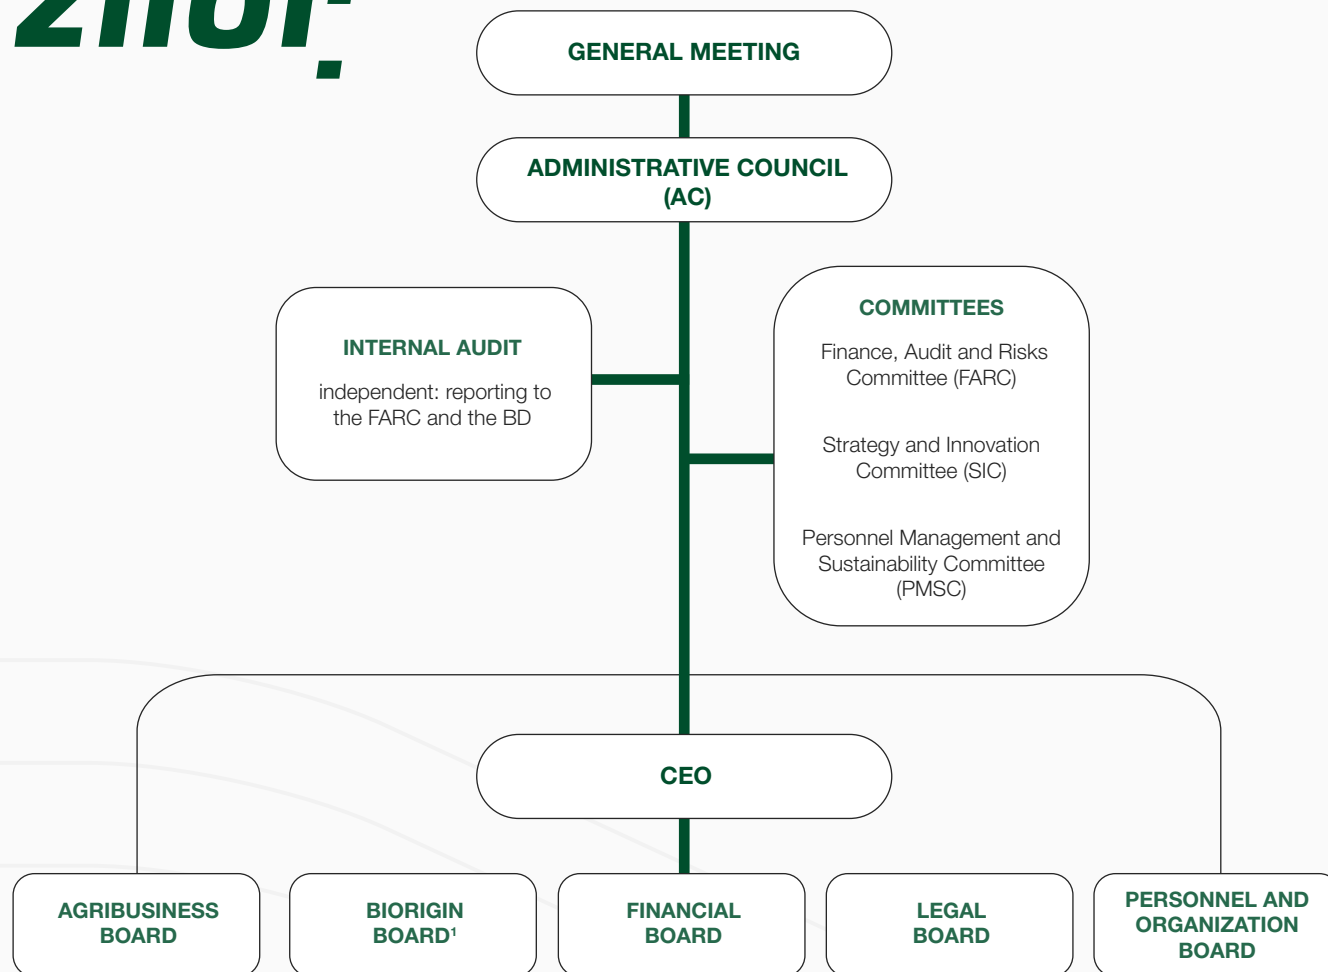 GENERAL MEETING
ADMINISTRATIVE COUNCIL
(AC)
INTERNAL AUDIT
independent: reporting to
the FARC and the BD
COMMITTEES
Finance, Audit and Risks
Committee (FARC)
Strategy and Innovation
Committee (SIC)
Personnel Management and
Sustainability Committee
(PMSC)
CEO
AGRIBUSINESS
BOARD
BIORIGIN
BOARD¹
FINANCIAL
BOARD
LEGAL
BOARD
PERSONNEL AND
ORGANIZATION
BOARD